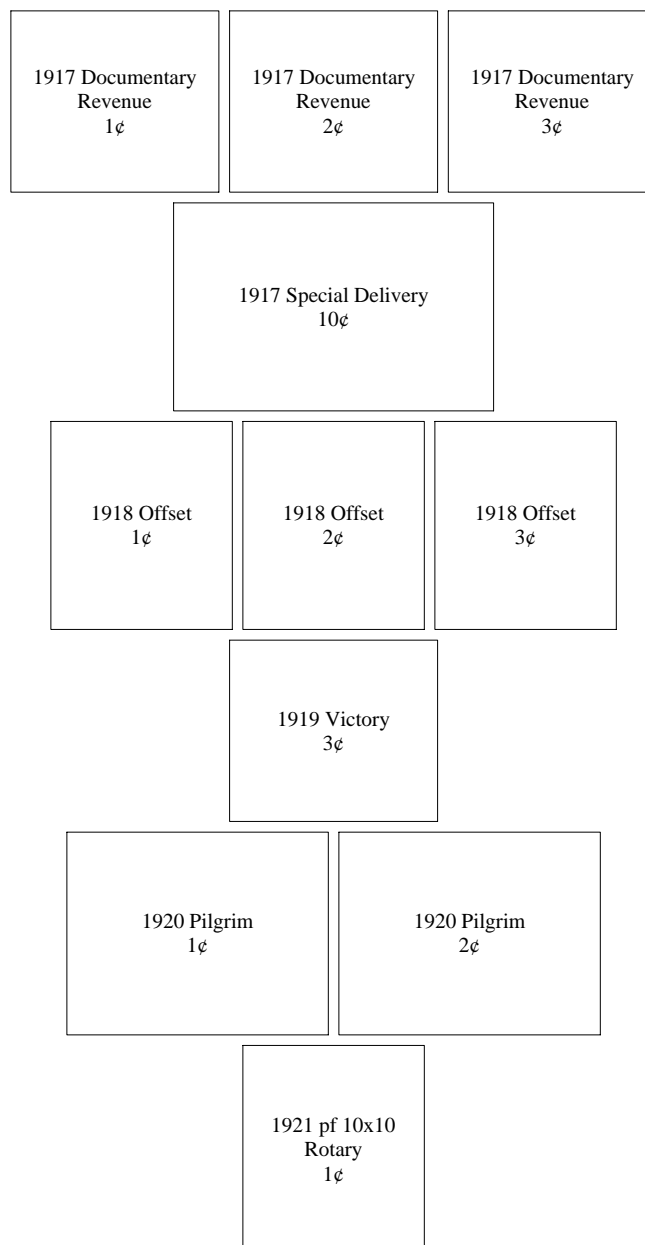 1917 Documentary
Revenue
1¢
1917 Documentary
Revenue
2¢
1917 Documentary
Revenue
3¢
1917 Special Delivery
10¢
1918 Offset
1¢
1918 Offset
2¢
1918 Offset
3¢
1919 Victory
3¢
1920 Pilgrim
1¢
1920 Pilgrim
2¢
1921 pf 10x10
Rotary
1¢